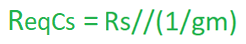 ReqCs = Rs//(1/gm)